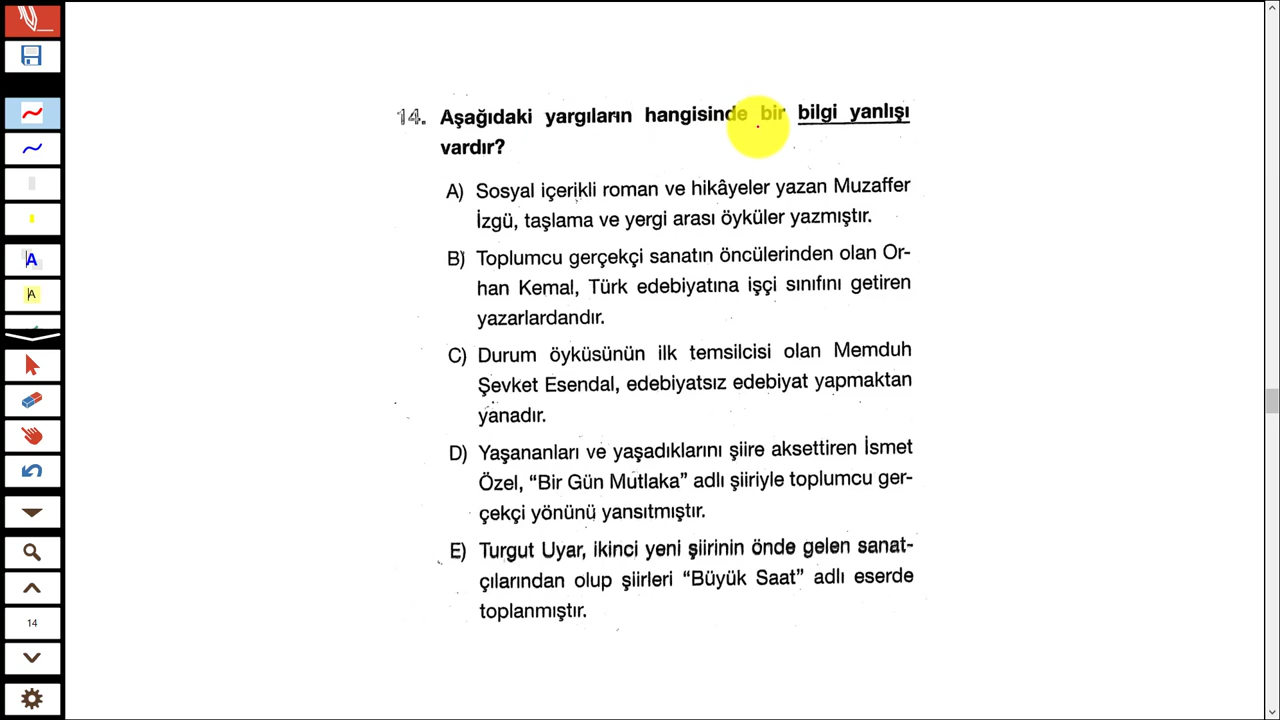 14. Aşağıdaki yargıların hangisinde bir bilgi yanlışı
vardır?
A) Sosyal içerikli roman ve hikâyeler yazan Muzaffer
İzgü, taşlama ve yergi arası öyküler yazmıştır.
B) Toplumcu gerçekçi sanatın öncülerinden olan Or-
han Kemal, Türk edebiyatına işçi sınıfını getiren
yazarlardandır.
C) Durum öyküsünün ilk temsilcisi olan Memduh
Şevket Esendal, edebiyatsız edebiyat yapmaktan
yanadır.
D) Yaşananları ve yaşadıklarını şiire aksettiren İsmet
Özel, “Bir Gün Mutlaka” adlı şiiriyle toplumcu ger-
çekçi yönünü yansıtmıştır.
E) Turgut Uyar, ikinci yeni şiirinin önde gelen sanat-
çılarından olup şiirleri “Büyük Saat” adlı eserde
toplanmıştır.
A
A
14